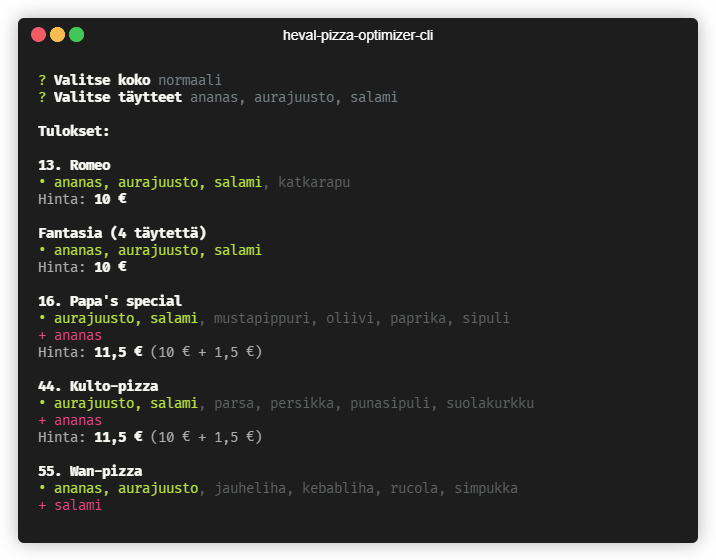 heval-pizza-optimizer-cli
? Valitse koko normaali
? Valitse täytteet ananas, aurajuusto, salami
Tulokset:
13. Romeo
• ananas, aurajuusto, salami, katkarapu
Hinta: 10 €
Fantasia (4 täytettä)
• ananas, aurajuusto, salami
Hinta: 10 €
16. Papa's special
• aurajuusto, salami, mustapippuri, oliivi, paprika, sipuli
+ ananas
Hinta: 11,5 € (10 € + 1,5 €)
44. Kulto-pizza
• aurajuusto, salami, parsa, persikka, punasipuli, suolakurkku
+ ananas
Hinta: 11,5 € (10 € + 1,5 €)
55. Wan-pizza
• ananas, aurajuusto, jauheliha, kebabliha, rucola, simpukka
+ salami